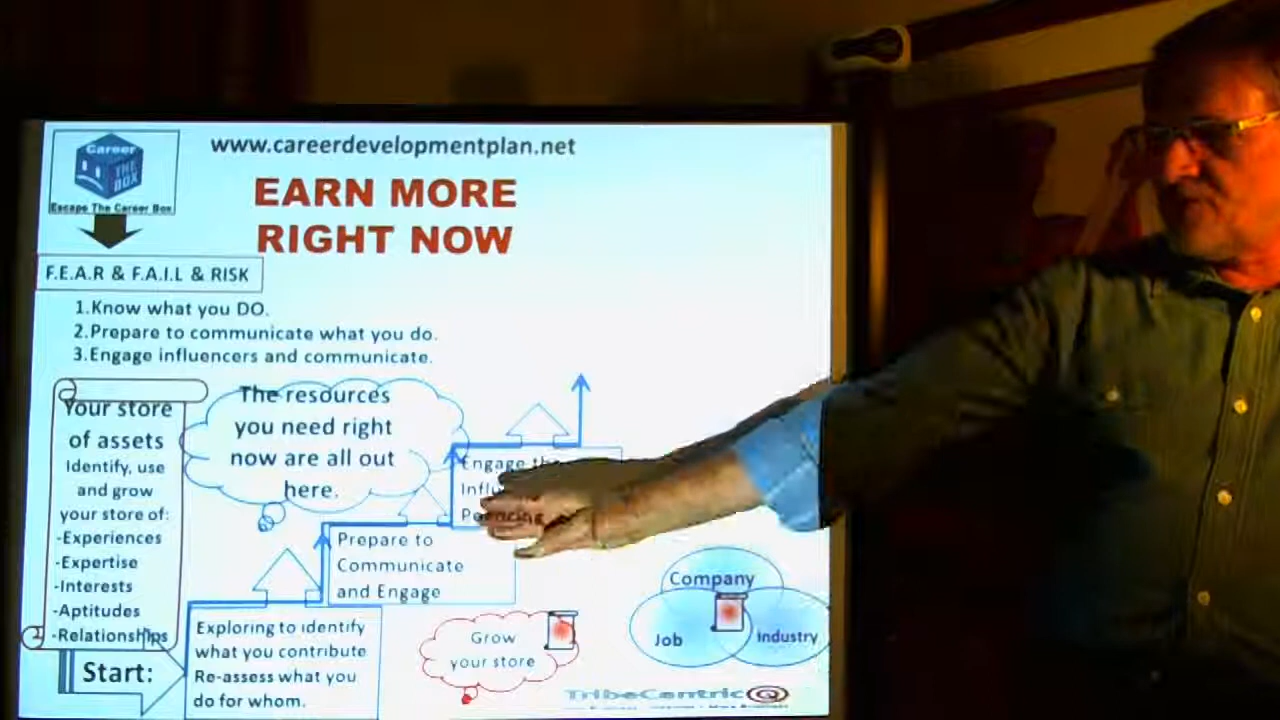 Career
THE
BOX
Escape The Career Box
www.careerdevelopmentplan.net
EARN MORE
RIGHT NOW
F.E.A.R & F.A.I.L & RISK
1.Know what you DO.
2.Prepare to communicate what you do.
3.Engage influencers and communicate.
Your store
of assets
Identify, use
and grow
your store of:
-Experiences
-Expertise
-Interests
-Aptitudes
-Relationships
The resources
you need right
now are all out
here.
Engage the
Prepare to
Communicate
and Engage
Start:
Exploring to identify
what you contribute
Re-assess what you
do for whom.
Grow
your store
Company
Job
Industry
TribeCentric